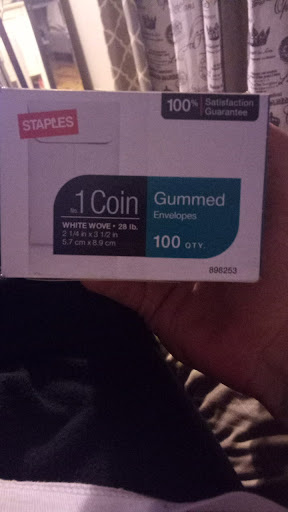 STAPLES
100% Satisfaction Guarantee
No. 1 Coin
WHITE WOVE • 28 lb.
2 1/4 in x 3 1/2 in
5.7 cm x 8.9 cm
Gummed
Envelopes
100 QTY.
896253